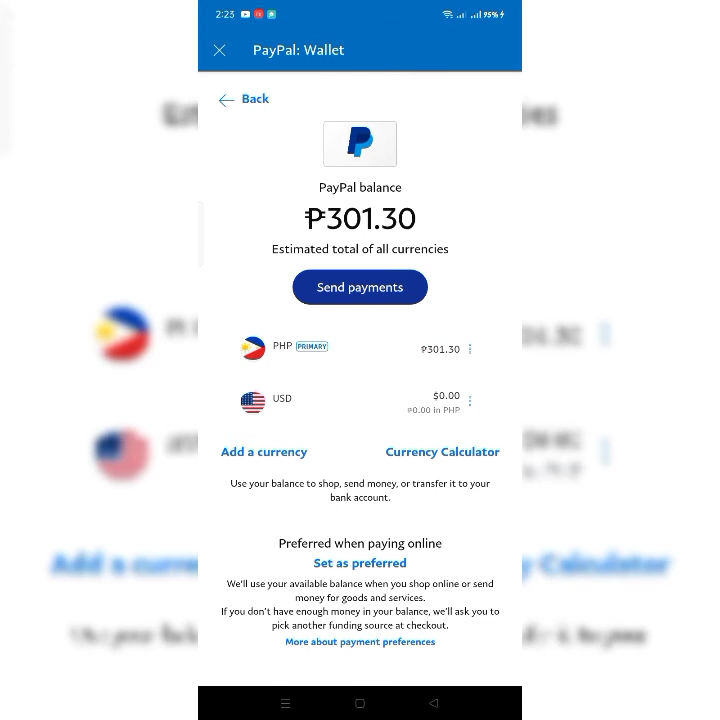 2:23
95%
PayPal: Wallet
Back
PayPal balance
₱301.30
Estimated total of all currencies
Send payments
PHP PRIMARY ₱301.30
USD $0.00
₱0.00 in PHP
Add a currency Currency Calculator
Use your balance to shop, send money, or transfer it to your
bank account.
Preferred when paying online
Set as preferred
We'll use your available balance when you shop online or send
money for goods and services.
If you don't have enough money in your balance, we'll ask you to
pick another funding source at checkout.
More about payment preferences